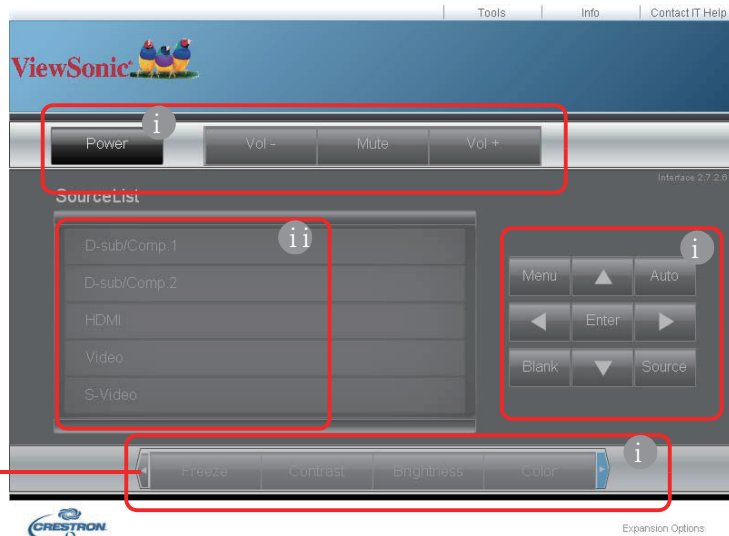 Tools Info Contact IT Help
ViewSonic
i
Power Vol - Mute Vol +
Interface 2.7.2.6
SourceList
ii
i
D-sub/Comp.1
D-sub/Comp.2
HDMI
Video
S-Video
Menu Auto
Enter
Blank Source
i
Freeze Contrast Brightness Color
CRESTRON
Expansion Options